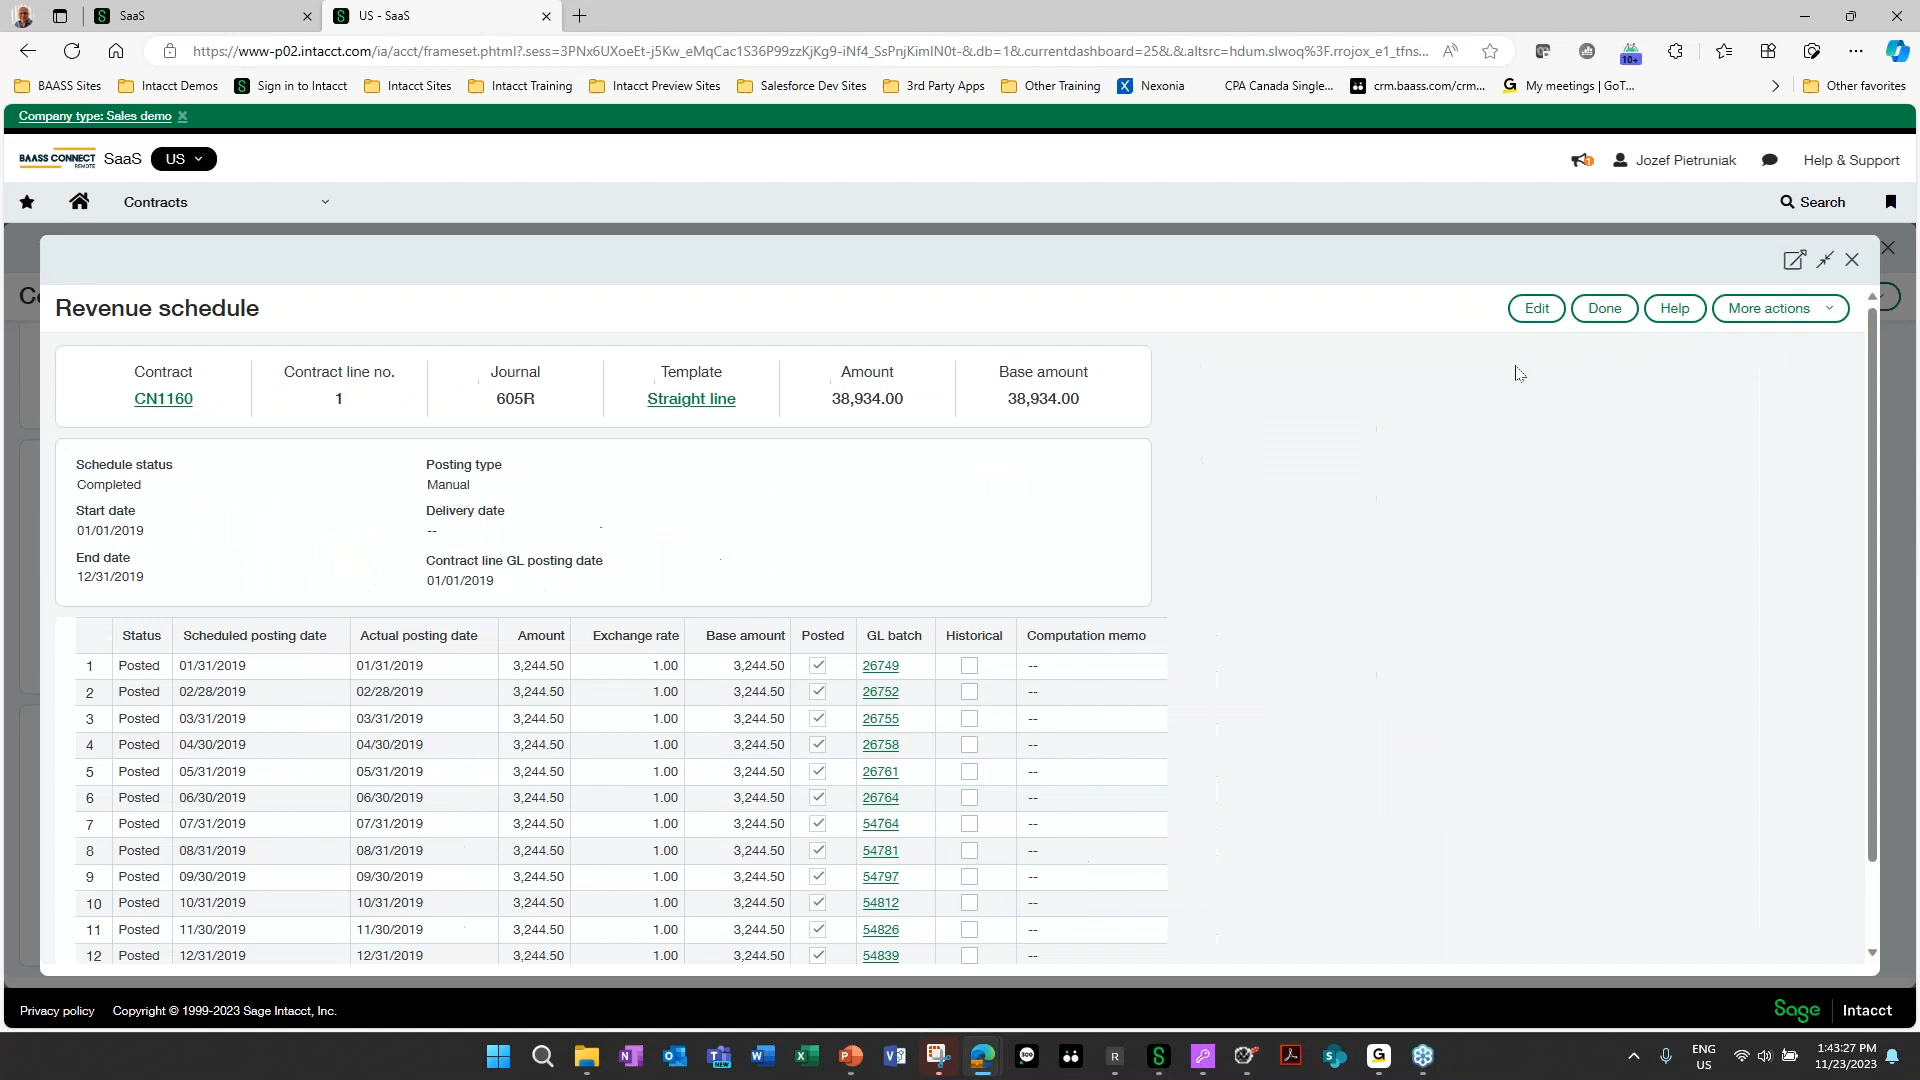 SaaS
US - SaaS
https://www-p02.intacct.com/ia/acct/frameset.phtml?.sess=3PNx6UXoeEt-j5Kw_eMqCac1S36P99zzKjKg9-iNf4_SsPnjKimIN0t-&.db=1&.currentdashboard=25&.&.altsrc=hdum.slwoq%3F.rrojox_e1_tfns...
10+
BAASS Sites
Intacct Demos
Sign in to Intacct
Intacct Sites
Intacct Training
Intacct Preview Sites
Salesforce Dev Sites
3rd Party Apps
Other Training
Nexonia
CPA Canada Single...
crm.baass.com/crm...
My meetings | GoT...
Other favorites
Company type: Sales demo
BAASS CONNECT
REMOTE
SaaS
US
1
Jozef Pietruniak
Help & Support
Contracts
Search
Revenue schedule
Edit
Done
Help
More actions
Contract
Contract line no.
Journal
Template
Amount
Base amount
CN1160
1
605R
Straight line
38,934.00
38,934.00
Schedule status
Completed
Start date
01/01/2019
End date
12/31/2019
Posting type
Manual
Delivery date
--
Contract line GL posting date
01/01/2019
Status Scheduled posting date Actual posting date Amount Exchange rate Base amount Posted GL batch Historical Computation memo
1 Posted 01/31/2019 01/31/2019 3,244.50 1.00 3,244.50 26749 --
2 Posted 02/28/2019 02/28/2019 3,244.50 1.00 3,244.50 26752 --
3 Posted 03/31/2019 03/31/2019 3,244.50 1.00 3,244.50 26755 --
4 Posted 04/30/2019 04/30/2019 3,244.50 1.00 3,244.50 26758 --
5 Posted 05/31/2019 05/31/2019 3,244.50 1.00 3,244.50 26761 --
6 Posted 06/30/2019 06/30/2019 3,244.50 1.00 3,244.50 26764 --
7 Posted 07/31/2019 07/31/2019 3,244.50 1.00 3,244.50 54764 --
8 Posted 08/31/2019 08/31/2019 3,244.50 1.00 3,244.50 54781 --
9 Posted 09/30/2019 09/30/2019 3,244.50 1.00 3,244.50 54797 --
10 Posted 10/31/2019 10/31/2019 3,244.50 1.00 3,244.50 54812 --
11 Posted 11/30/2019 11/30/2019 3,244.50 1.00 3,244.50 54826 --
12 Posted 12/31/2019 12/31/2019 3,244.50 1.00 3,244.50 54839 --
Privacy policy
Copyright © 1999-2023 Sage Intacct, Inc.
Sage
Intacct
ENG
US
1:43:27 PM
11/23/2023